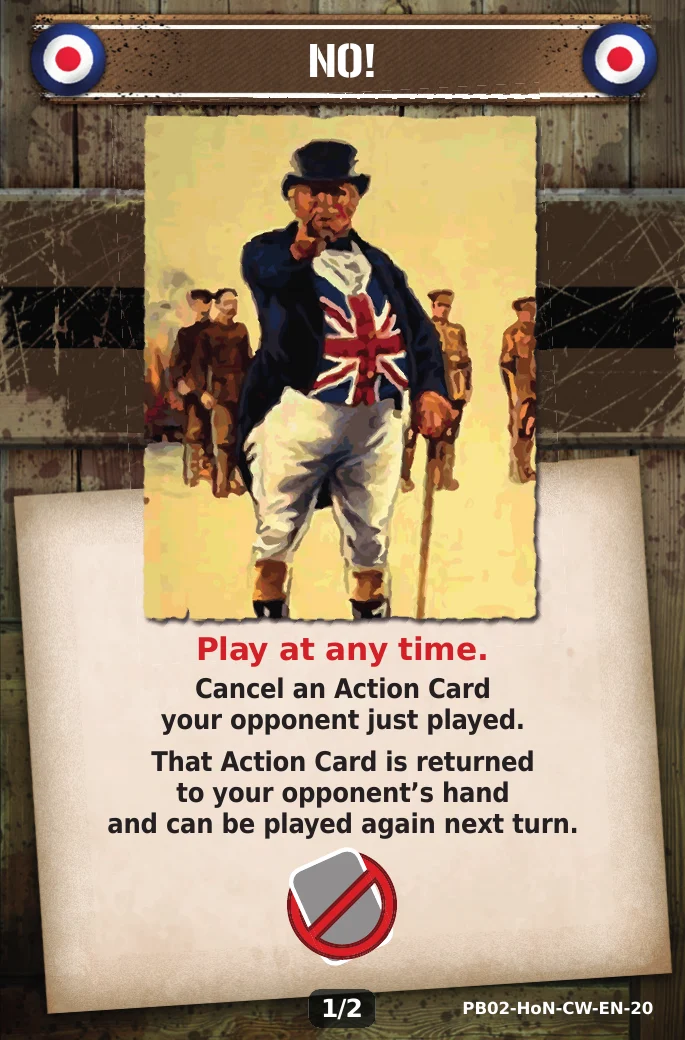 NO!
Play at any time.
Cancel an Action Card
your opponent just played.
That Action Card is returned
to your opponent’s hand
and can be played again next turn.
1/2
PB02-HoN-CW-EN-20